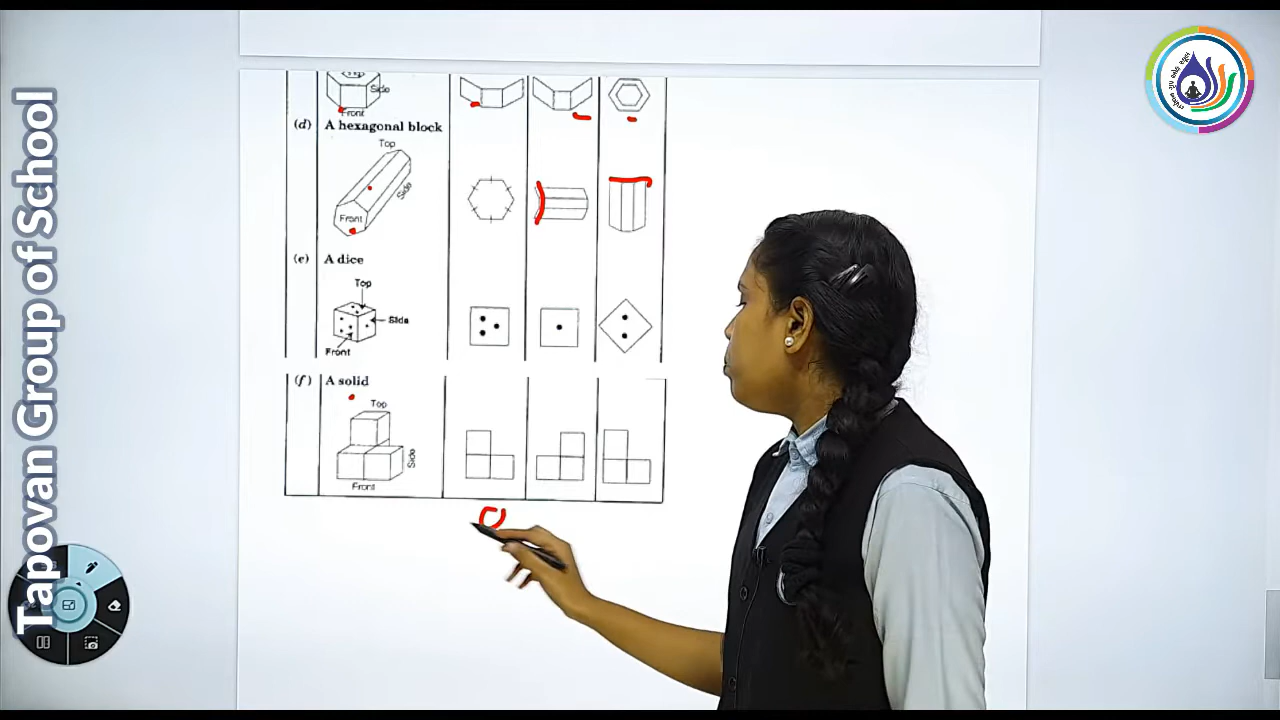 Tapovan Group of School
Side
Front
(d) A hexagonal block
Top
Side
Front
(e) A dice
Top
Side
Front
(f) A solid
Top
Side
Front